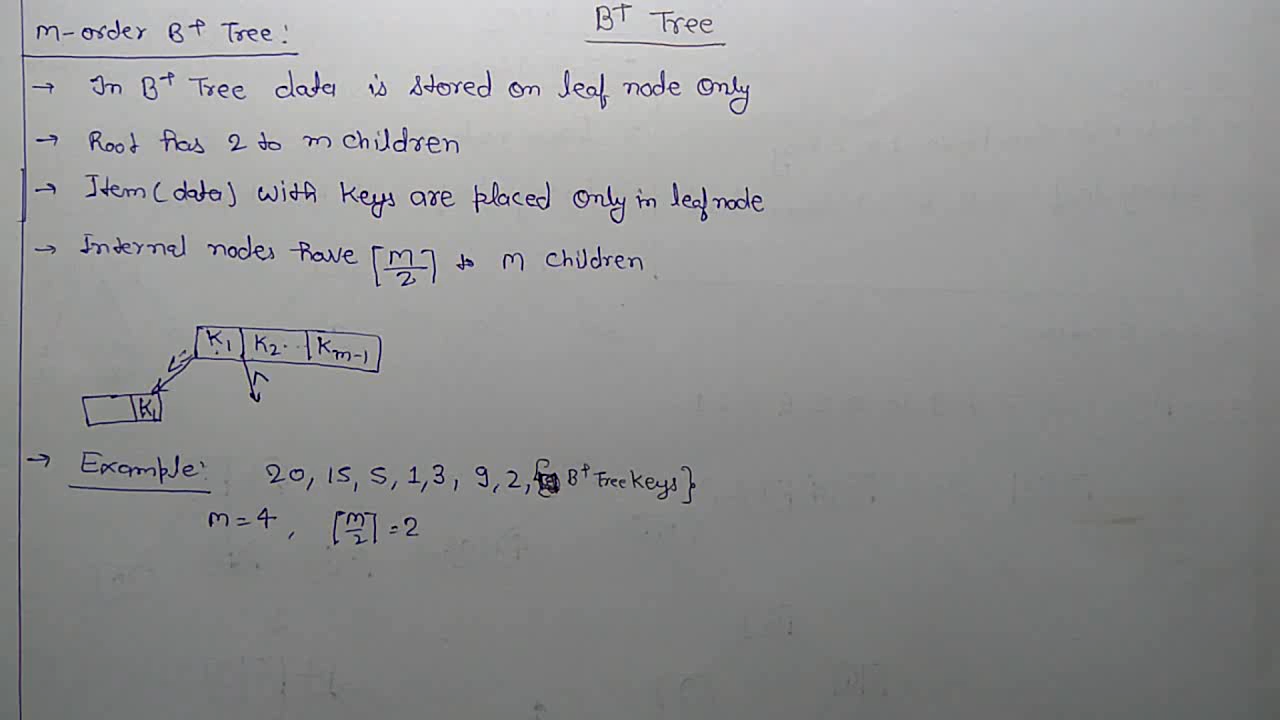 B+ Tree
m-order B+ Tree:
→ In B+ Tree data is stored on leaf node only
→ Root has 2 to m children
→ Item (data) with keys are placed only in leaf node
→ Internal nodes have ⌈m/2⌉ to m children.
K1 K2.. Km-1
≤ <
K1
→ Example: 20, 15, 5, 1, 3, 9, 2, B+ Tree Keys}
m = 4, ⌈m/2⌉ = 2